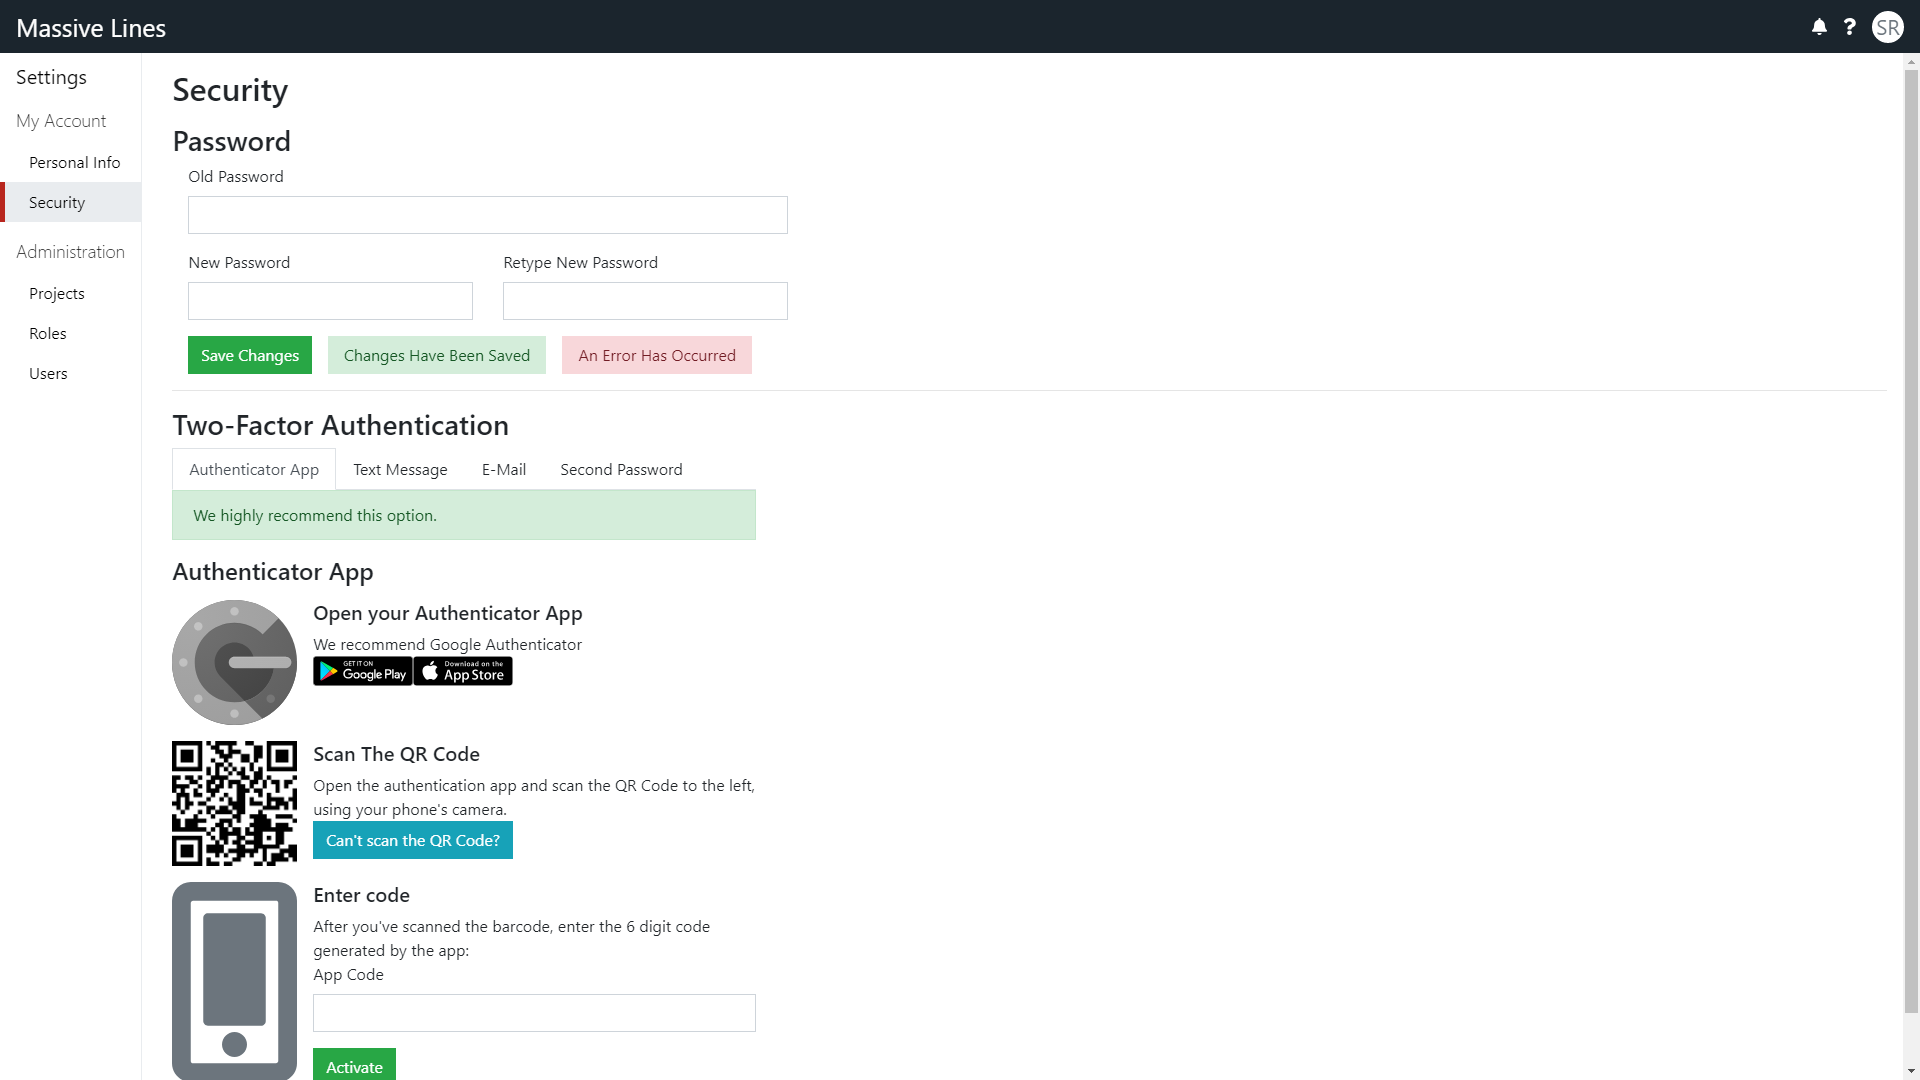 Massive Lines
SR
Settings
My Account
Personal Info
Security
Administration
Projects
Roles
Users
Security
Password
Old Password
New Password
Retype New Password
Save Changes
Changes Have Been Saved
An Error Has Occurred
Two-Factor Authentication
Authenticator App
Text Message
E-Mail
Second Password
We highly recommend this option.
Authenticator App
Open your Authenticator App
We recommend Google Authenticator
GET IT ON
Google Play
Download on the
App Store
Scan The QR Code
Open the authentication app and scan the QR Code to the left,
using your phone's camera.
Can't scan the QR Code?
Enter code
After you've scanned the barcode, enter the 6 digit code
generated by the app:
App Code
Activate